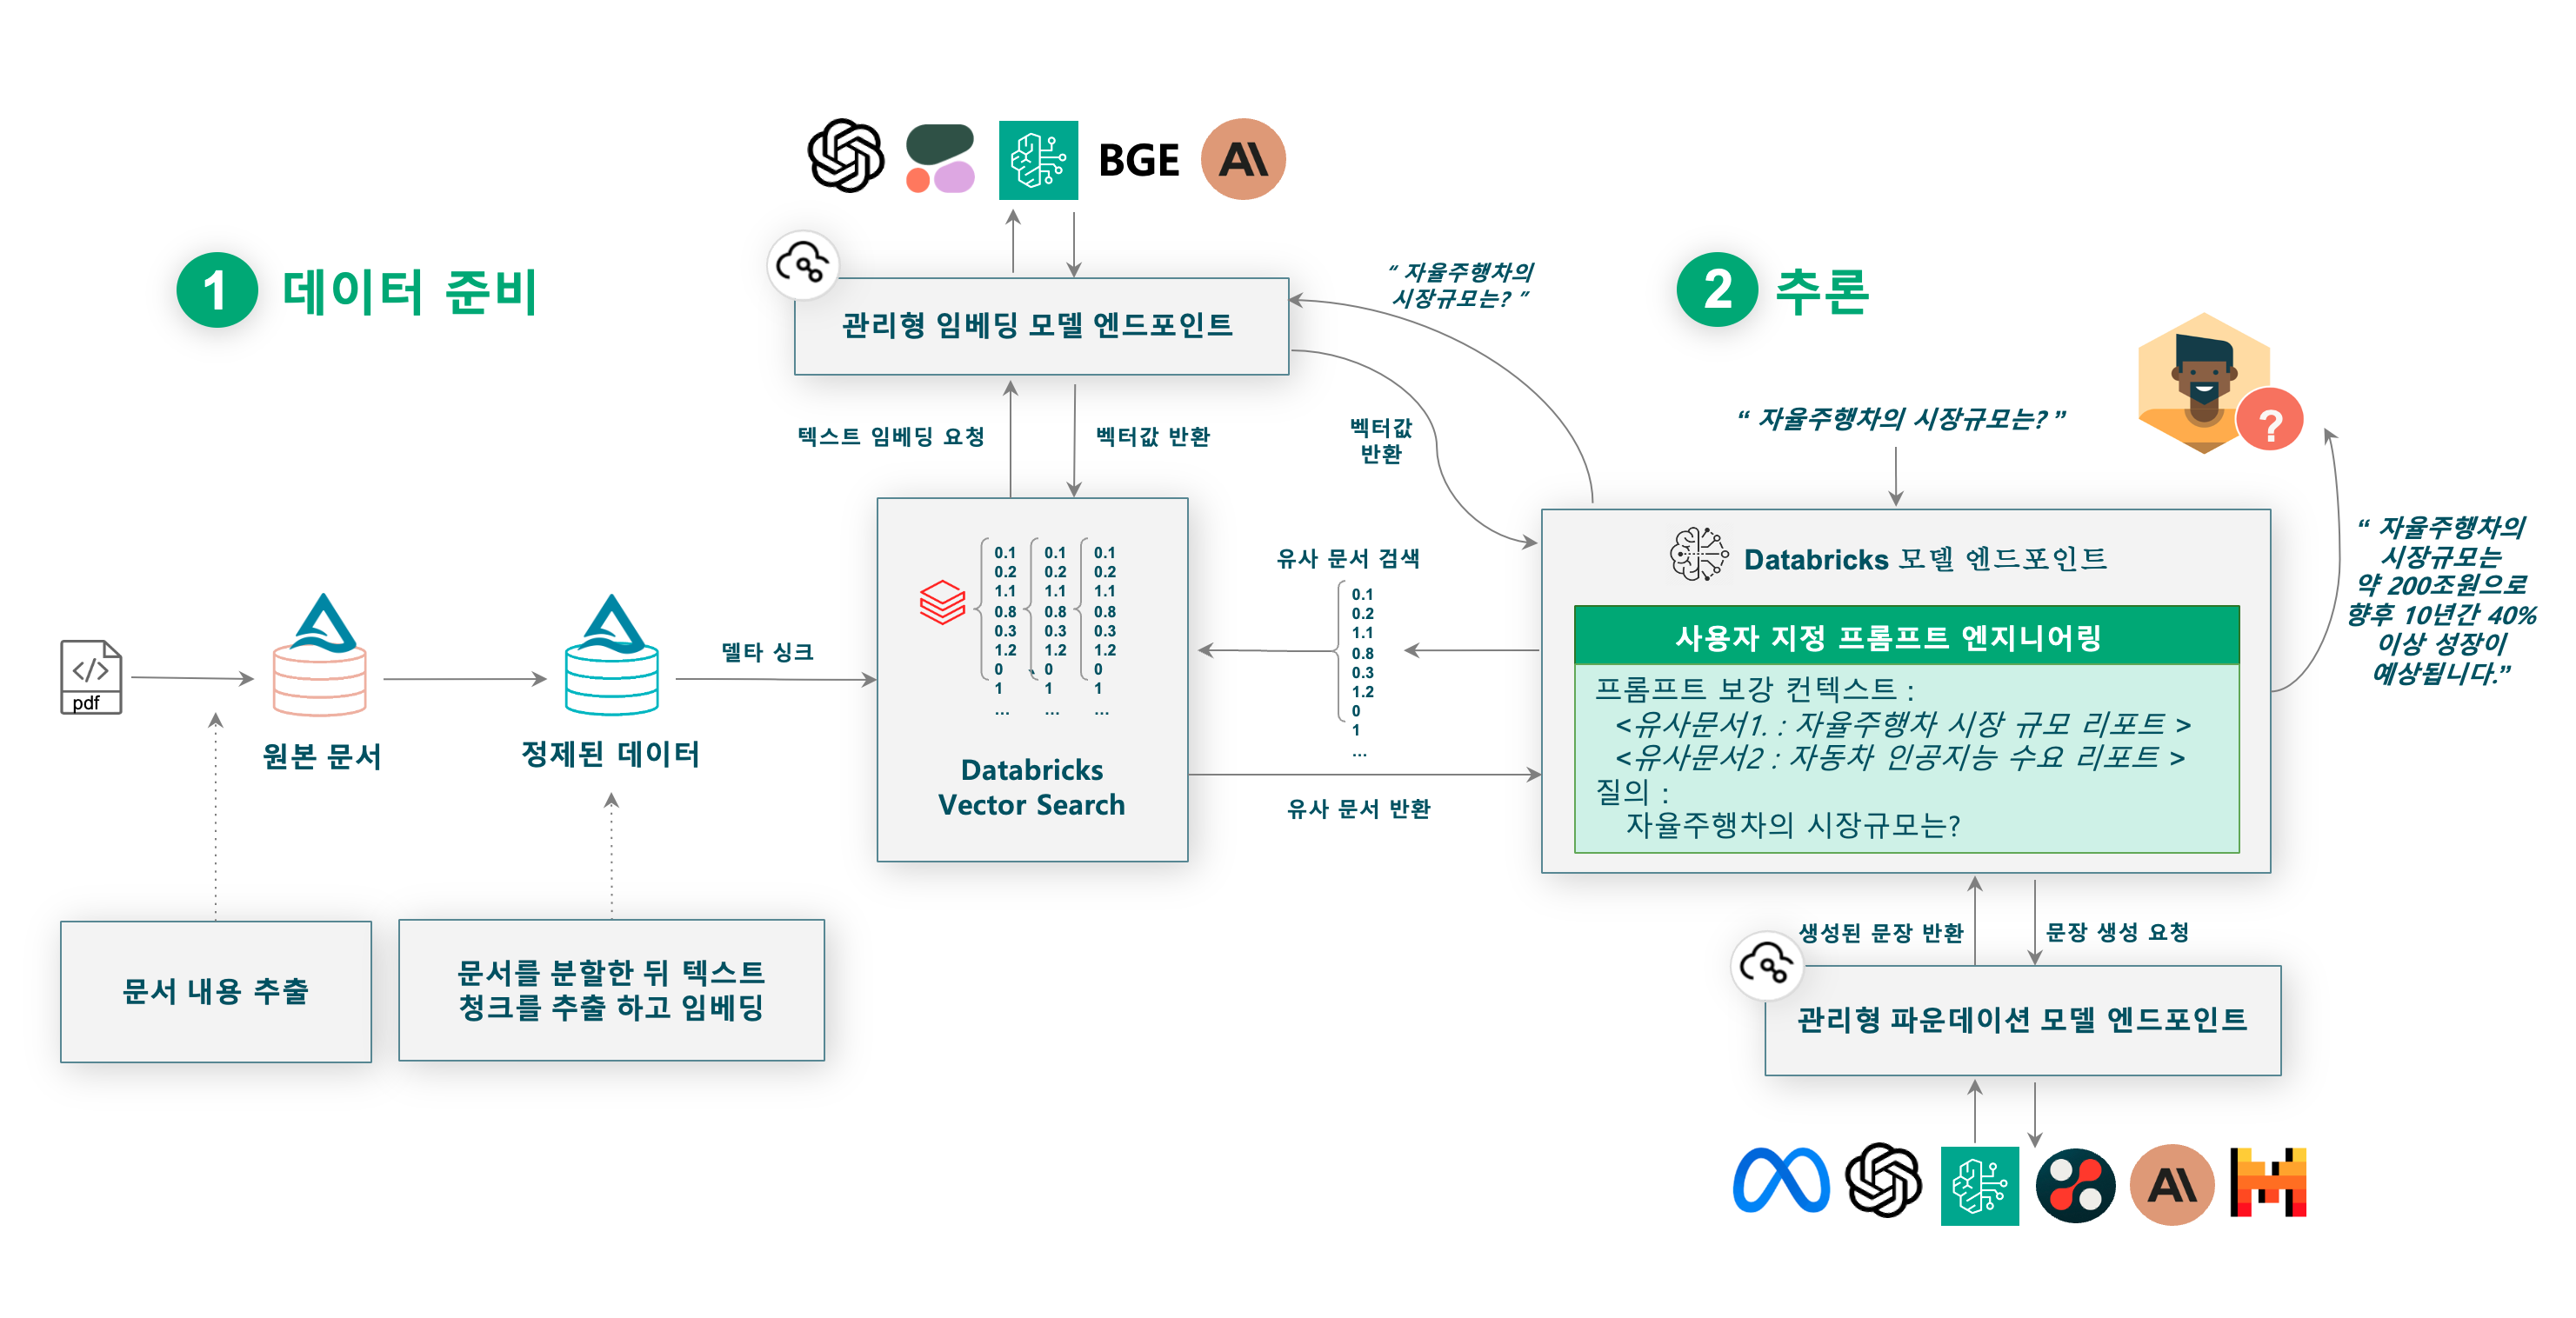 BGE
1 데이터 준비
관리형 임베딩 모델 엔드포인트
텍스트 임베딩 요청
벡터값 반환
“ 자율주행차의
시장규모는? ”
벡터값
반환
pdf
원본 문서
정제된 데이터
델타 싱크
문서 내용 추출
문서를 분할한 뒤 텍스트
청크를 추출 하고 임베딩
0.1 0.1 0.1
0.2 0.2 0.2
1.1 1.1 1.1
0.8 0.8 0.8
0.3 0.3 0.3
1.2 1.2 1.2
0 0 0
1 1 1
... ... ...
Databricks
Vector Search
유사 문서 검색
0.1
0.2
1.1
0.8
0.3
1.2
0
1
...
유사 문서 반환
2 추론
“ 자율주행차의 시장규모는? ”
?
Databricks 모델 엔드포인트
사용자 지정 프롬프트 엔지니어링
프롬프트 보강 컨텍스트 :
<유사문서1. : 자율주행차 시장 규모 리포트 >
<유사문서2 : 자동차 인공지능 수요 리포트 >
질의 :
자율주행차의 시장규모는?
“ 자율주행차의
시장규모는
약 200조원으로
향후 10년간 40%
이상 성장이
예상됩니다.”
생성된 문장 반환
문장 생성 요청
관리형 파운데이션 모델 엔드포인트